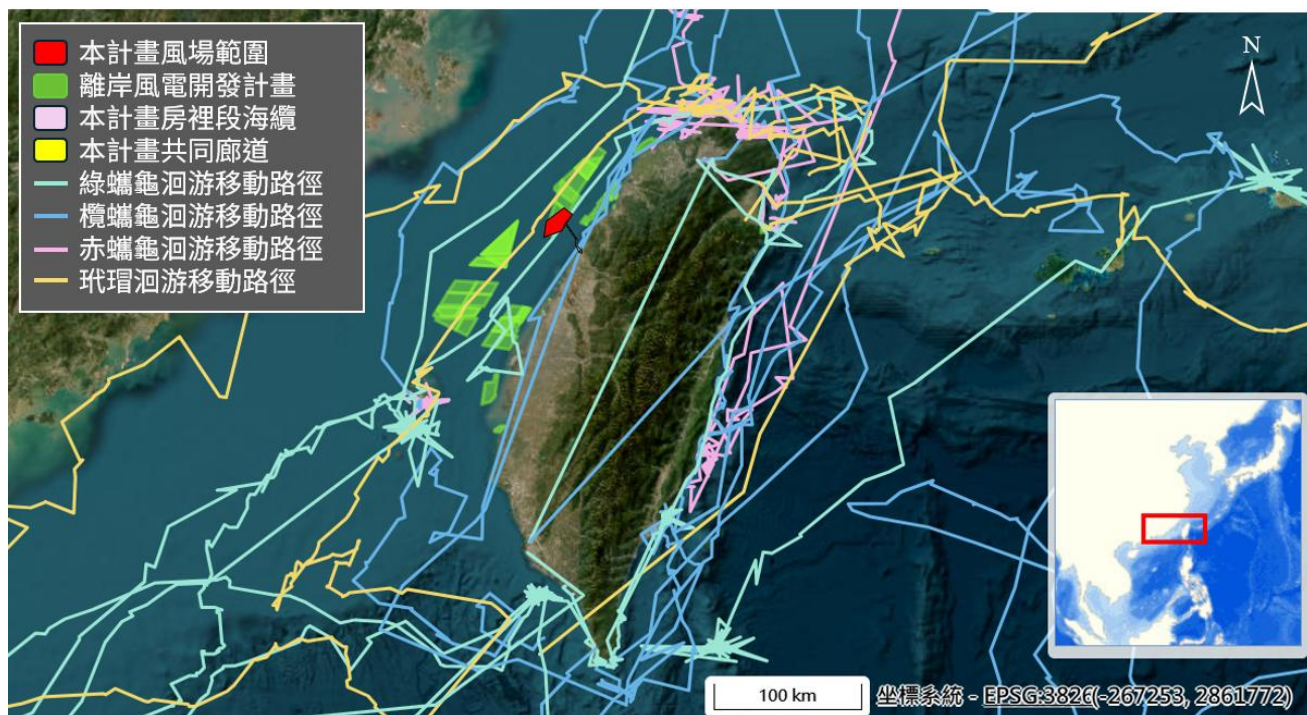 本計畫風場範圍
離岸風電開發計畫
本計畫房裡段海纜
本計畫共同廊道
綠蠵龜洄游移動路徑
欖蠵龜洄游移動路徑
赤蠵龜洄游移動路徑
玳瑁洄游移動路徑
N
100 km
坐標系統 - EPSG:3826(-267253, 2861772)